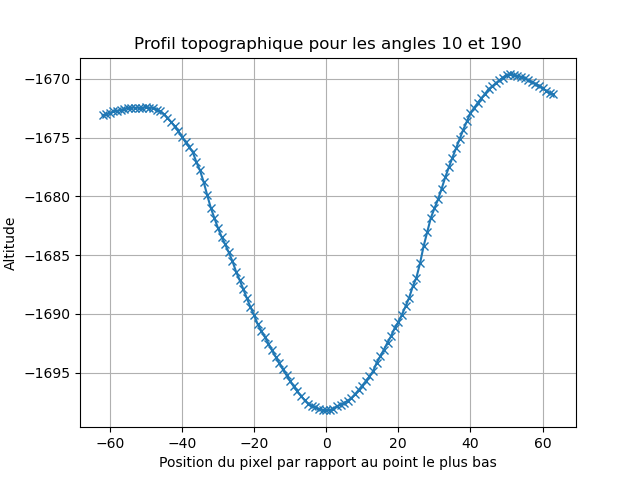 Profil topographique pour les angles 10 et 190
Altitude
−1670
−1675
−1680
−1685
−1690
−1695
−60 −40 −20 0 20 40 60
Position du pixel par rapport au point le plus bas